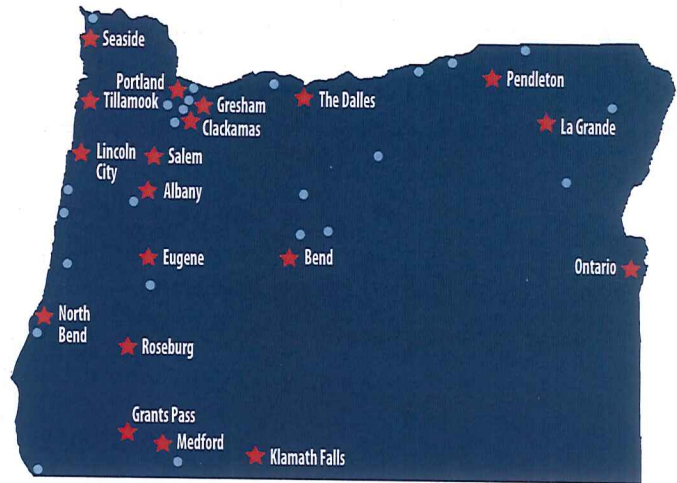 Seaside
Portland
Tillamook
Gresham
Clackamas
The Dalles
Pendleton
La Grande
Lincoln
City
Salem
Albany
Eugene
Bend
Ontario
North
Bend
Roseburg
Grants Pass
Medford
Klamath Falls